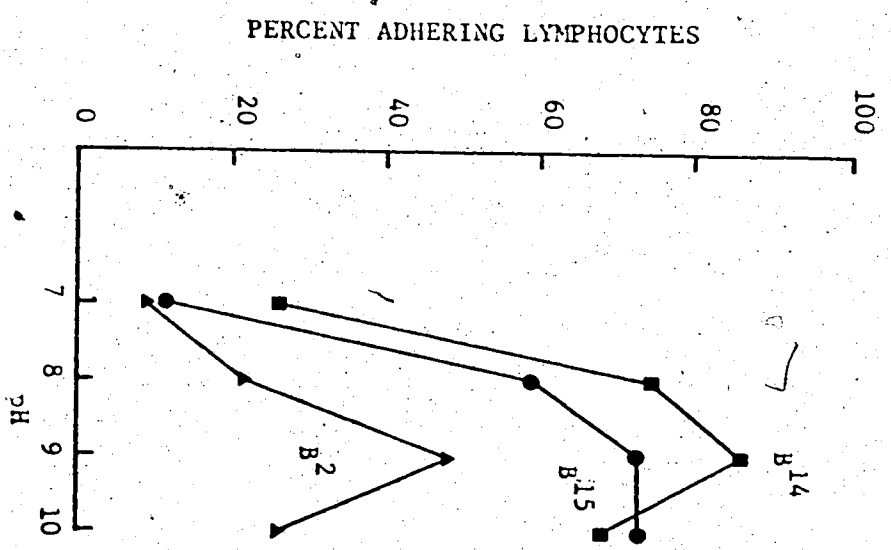 PERCENT ADHERING LYMPHOCYTES
0 20 40 60 80 100
7
8
9
10
pH
B14
B15
B2